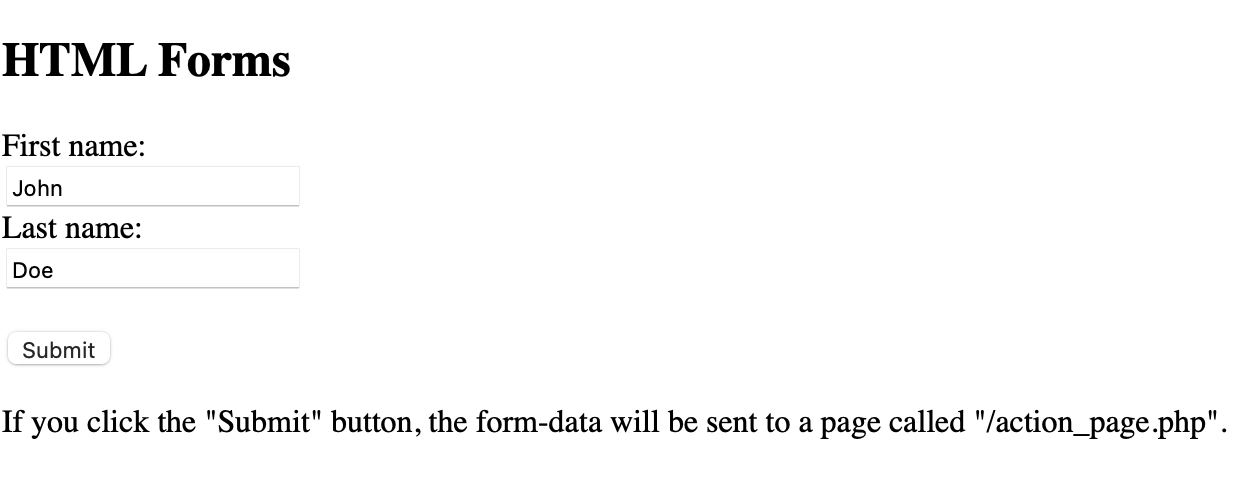 HTML Forms
First name:
John
Last name:
Doe
Submit
If you click the "Submit" button, the form-data will be sent to a page called "/action_page.php".